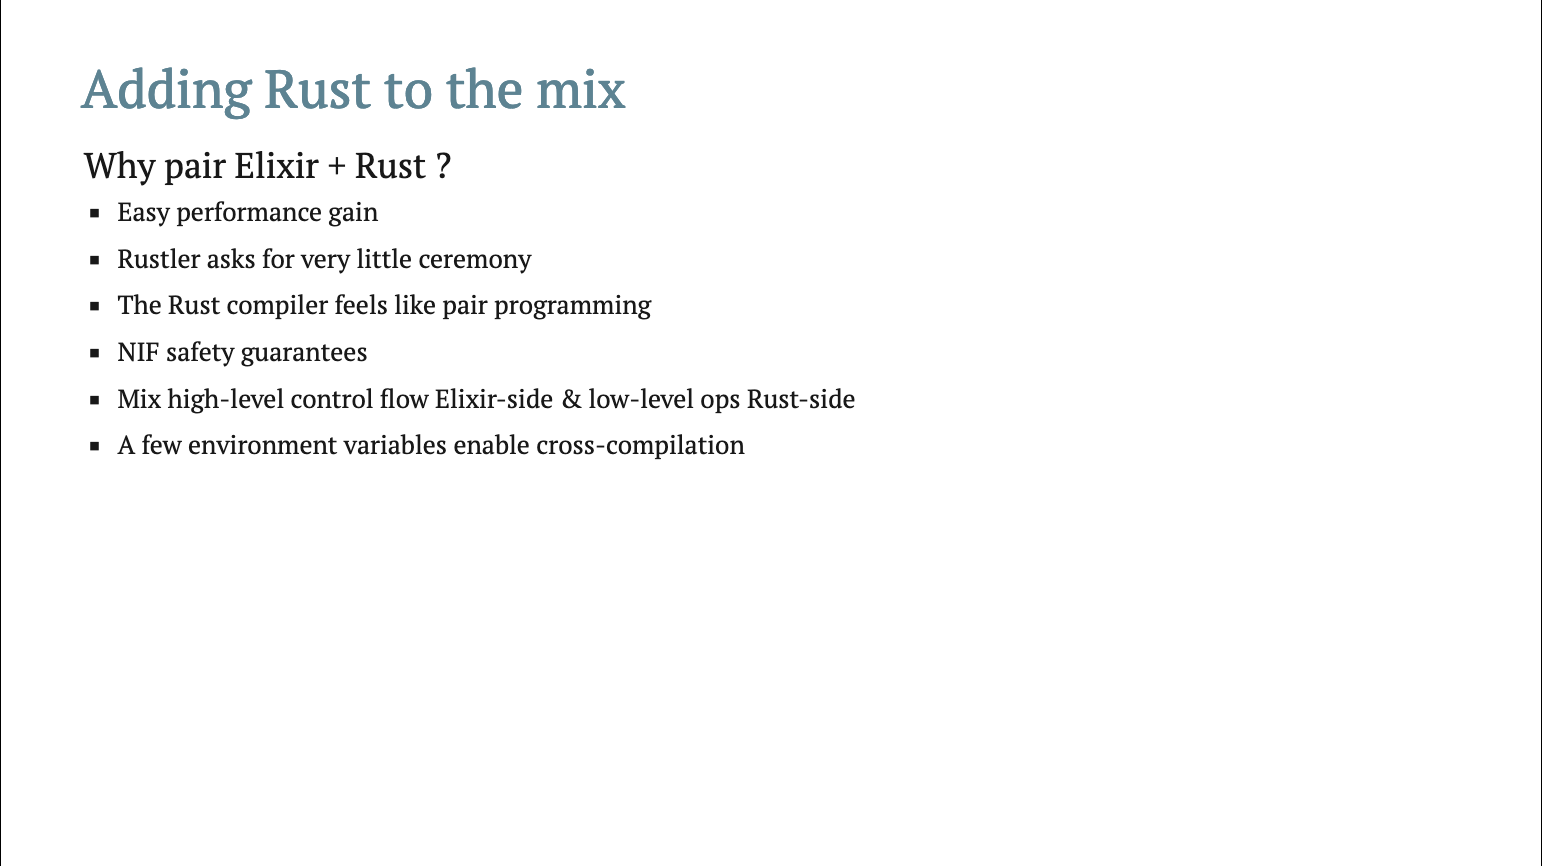 Adding Rust to the mix
Why pair Elixir + Rust ?
▪ Easy performance gain
▪ Rustler asks for very little ceremony
▪ The Rust compiler feels like pair programming
▪ NIF safety guarantees
▪ Mix high-level control flow Elixir-side & low-level ops Rust-side
▪ A few environment variables enable cross-compilation